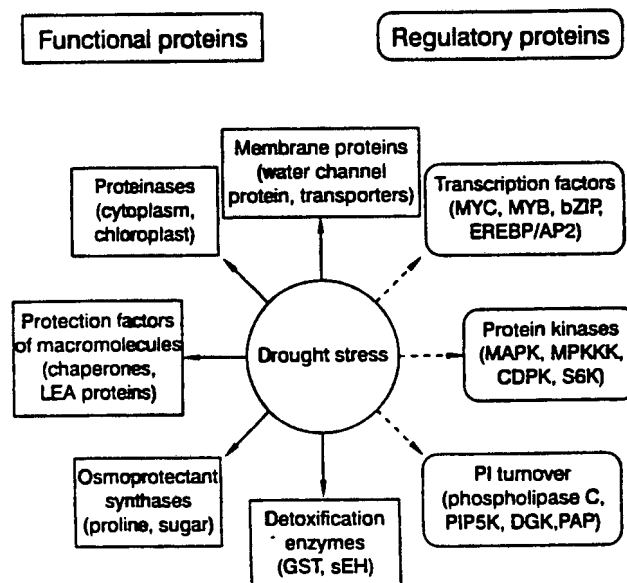 Functional proteins
Regulatory proteins
Membrane proteins
(water channel
protein, transporters)
Proteinases
(cytoplasm,
chloroplast)
Transcription factors
(MYC, MYB, bZIP,
EREBP/AP2)
Protection factors
of macromolecules
(chaperones,
LEA proteins)
Drought stress
Protein kinases
(MAPK, MPKKK,
CDPK, S6K)
Osmoprotectant
synthases
(proline, sugar)
Detoxification
enzymes
(GST, sEH)
PI turnover
(phospholipase C,
PIP5K, DGK,PAP)